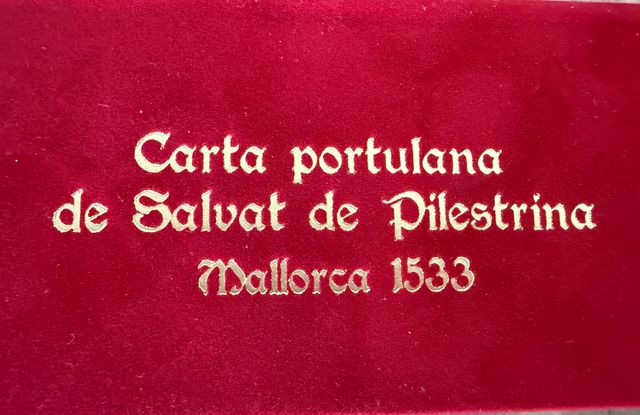 Carta portulana
de Salvat de Pilestrina
Mallorca 1533